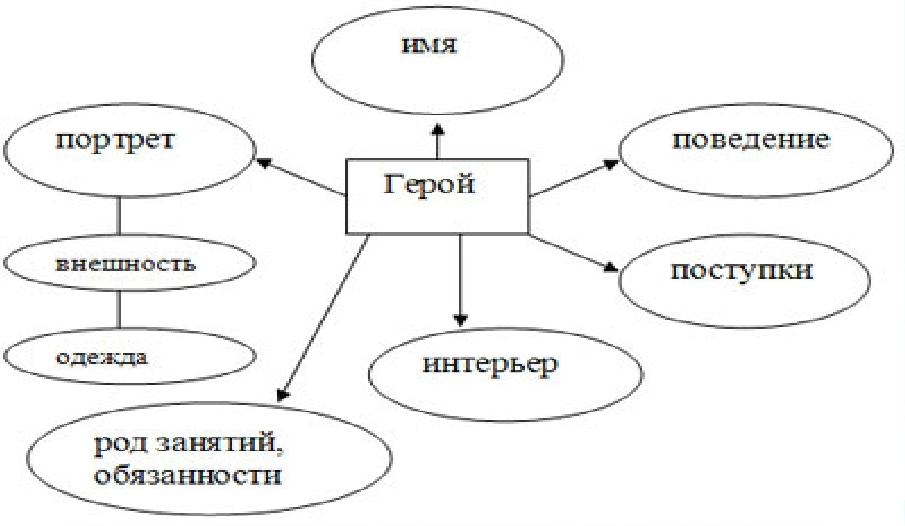 имя
портрет
поведение
Герой
внешность
поступки
одежда
интерьер
род занятий,
обязанности